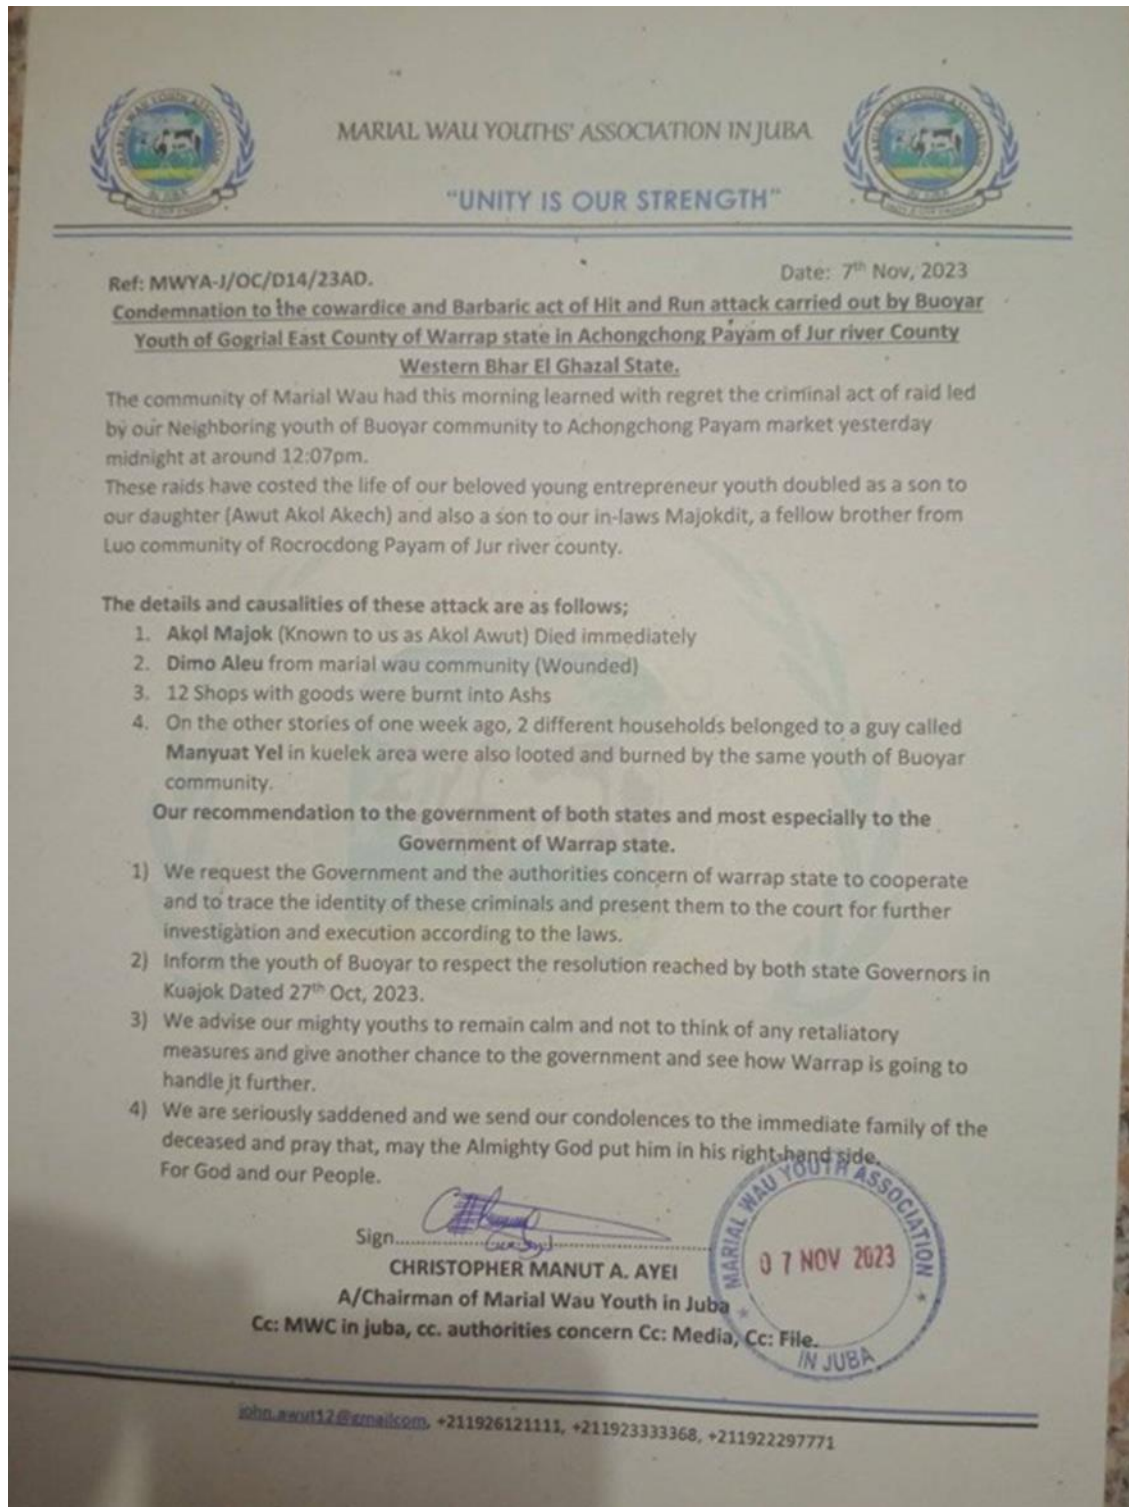 MARIAL WAU YOUTH ASSOCIATION
IN JUBA
MARIAL WAU YOUTHS' ASSOCIATION IN JUBA
"UNITY IS OUR STRENGTH"
MARIAL WAU YOUTH ASSOCIATION
IN JUBA
Ref: MWYA-J/OC/D14/23AD.
Date: 7th Nov, 2023
Condemnation to the cowardice and Barbaric act of Hit and Run attack carried out by Buoyar
Youth of Gogrial East County of Warrap state in Achongchong Payam of Jur river County
Western Bhar El Ghazal State.
The community of Marial Wau had this morning learned with regret the criminal act of raid led
by our Neighboring youth of Buoyar community to Achongchong Payam market yesterday
midnight at around 12:07pm.
These raids have costed the life of our beloved young entrepreneur youth doubled as a son to
our daughter (Awut Akol Akech) and also a son to our in-laws Majokdit, a fellow brother from
Luo community of Rocrocdong Payam of Jur river county.
The details and causalities of these attack are as follows;
1. Akol Majok (Known to us as Akol Awut) Died immediately
2. Dimo Aleu from marial wau community (Wounded)
3. 12 Shops with goods were burnt into Ashs
4. On the other stories of one week ago, 2 different households belonged to a guy called
Manyuat Yel in kuelek area were also looted and burned by the same youth of Buoyar
community.
Our recommendation to the government of both states and most especially to the
Government of Warrap state.
1) We request the Government and the authorities concern of warrap state to cooperate
and to trace the identity of these criminals and present them to the court for further
investigation and execution according to the laws.
2) Inform the youth of Buoyar to respect the resolution reached by both state Governors in
Kuajok Dated 27th Oct, 2023.
3) We advise our mighty youths to remain calm and not to think of any retaliatory
measures and give another chance to the government and see how Warrap is going to
handle it further.
4) We are seriously saddened and we send our condolences to the immediate family of the
deceased and pray that, may the Almighty God put him in his right-hand side.
For God and our People.
Sign
CHRISTOPHER MANUT A. AYEI
A/Chairman of Marial Wau Youth in Juba
Cc: MWC in juba, cc. authorities concern Cc: Media, Cc: File.
MARIAL WAU YOUTH ASSOCIATION
07 NOV 2023
IN JUBA
john.awut12@gmailcom, +211926121111, +211923333368, +211922297771